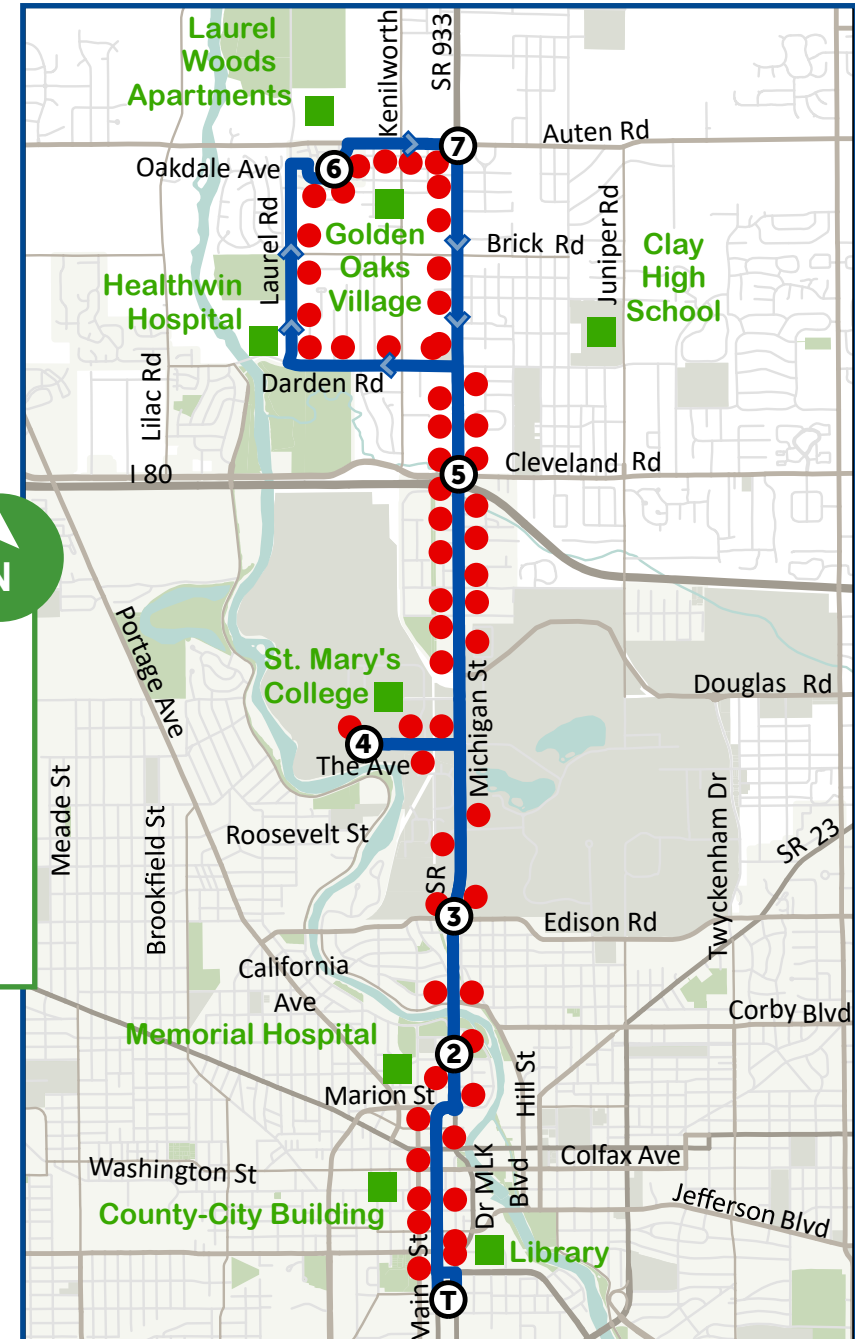 Laurel
Woods
Apartments
Kenilworth
SR 933
Auten Rd
7
Oakdale Ave
6
Laurel Rd
Golden
Oaks
Village
Brick Rd
Juniper Rd
Clay
High
School
Healthwin
Hospital
Lilac Rd
Darden Rd
I 80
5
Cleveland Rd
N
Portage Ave
St. Mary's
College
Michigan St
Douglas Rd
4
The Ave
Meade St
Brookfield St
Roosevelt St
Twyckenham Dr
SR 23
SR
3
Edison Rd
California
Ave
Corby Blvd
Memorial Hospital
2
Marion St
Hill St
Washington St
Dr MLK
Blvd
Colfax Ave
Jefferson Blvd
County-City Building
Main St
Library
T